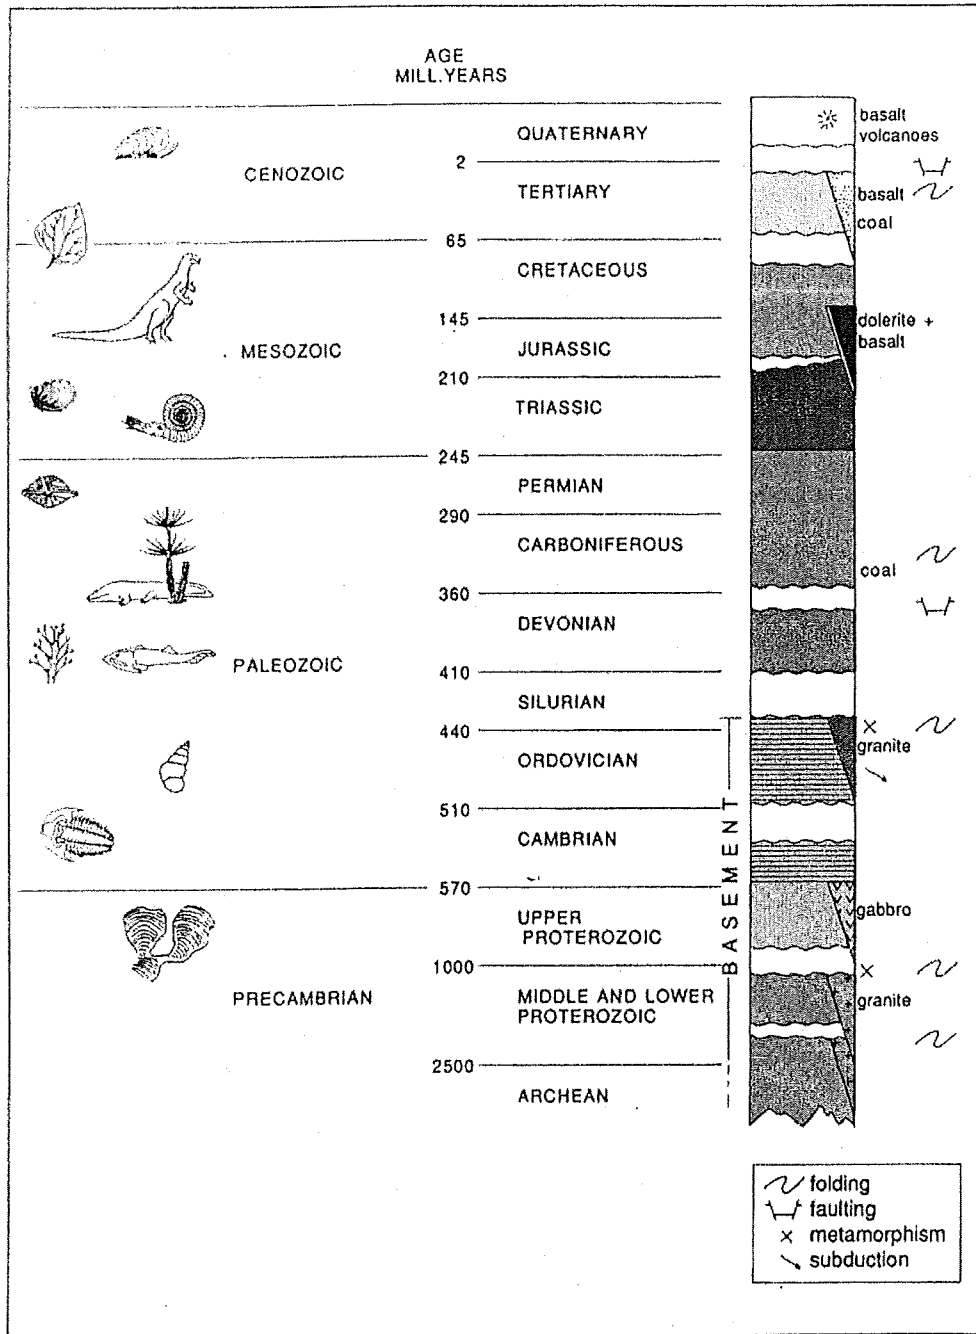 AGE
MILL.YEARS
QUATERNARY
basalt
volcanoes
2
CENOZOIC
TERTIARY
basalt
coal
65
CRETACEOUS
145
dolerite +
basalt
MESOZOIC
JURASSIC
210
TRIASSIC
245
PERMIAN
290
CARBONIFEROUS
coal
360
DEVONIAN
PALEOZOIC
410
SILURIAN
440
granite
ORDOVICIAN
510
CAMBRIAN
BASEMENT
570
gabbro
UPPER
PROTEROZOIC
1000
PRECAMBRIAN
MIDDLE AND LOWER
PROTEROZOIC
granite
2500
ARCHEAN
folding
faulting
metamorphism
subduction